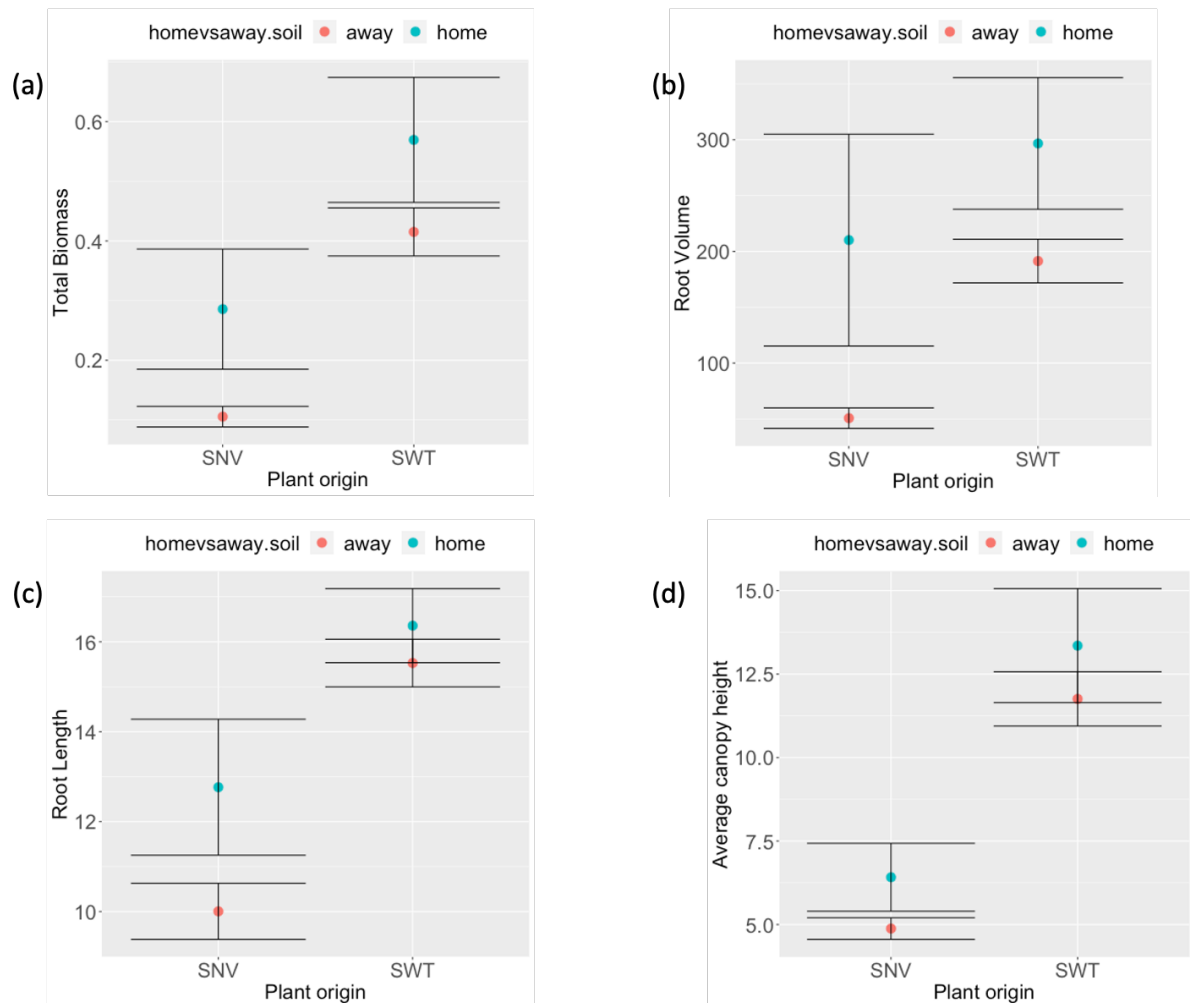 homevsaway.soil away home
(a)
Total Biomass
0.6
0.4
0.2
SNV SWT
Plant origin
homevsaway.soil away home
(b)
Root Volume
300
200
100
SNV SWT
Plant origin
homevsaway.soil away home
(c)
Root Length
16
14
12
10
SNV SWT
Plant origin
homevsaway.soil away home
(d)
Average canopy height
15.0
12.5
10.0
7.5
5.0
SNV SWT
Plant origin